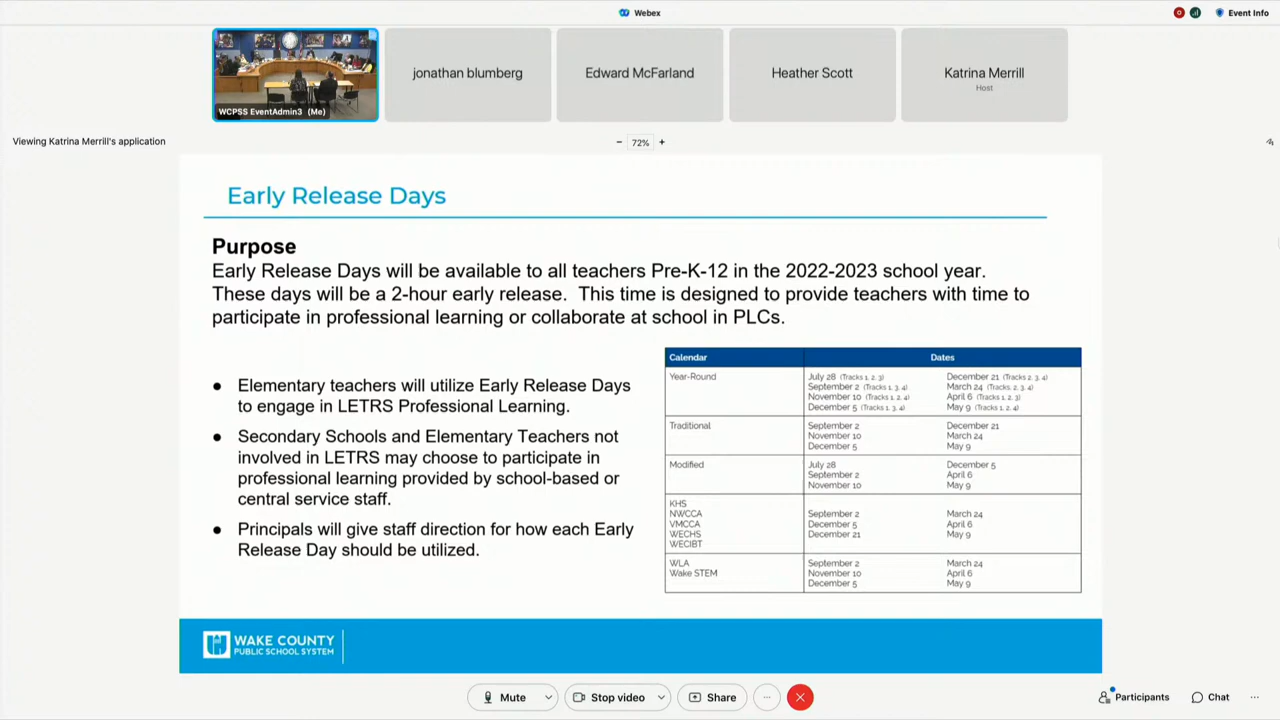 Webex
Event Info
WCPSS EventAdmin3 (Me)
jonathan blumberg
Edward McFarland
Heather Scott
Katrina Merrill
Host
Viewing Katrina Merrill's application
− 72% +
Early Release Days
Purpose
Early Release Days will be available to all teachers Pre-K-12 in the 2022-2023 school year.
These days will be a 2-hour early release. This time is designed to provide teachers with time to
participate in professional learning or collaborate at school in PLCs.
● Elementary teachers will utilize Early Release Days
to engage in LETRS Professional Learning.
● Secondary Schools and Elementary Teachers not
involved in LETRS may choose to participate in
professional learning provided by school-based or
central service staff.
● Principals will give staff direction for how each Early
Release Day should be utilized.
Calendar Dates
Year-Round July 28 (Tracks 1, 2, 3) December 21 (Tracks 2, 3, 4)
September 2 (Tracks 1, 3, 4) March 24 (Tracks 2, 3, 4)
November 10 (Tracks 1, 2, 4) April 6 (Tracks 1, 2, 3)
December 5 (Tracks 1, 3, 4) May 9 (Tracks 1, 2, 4)
Traditional September 2 December 21
November 10 March 24
December 5 May 9
Modified July 28 December 5
September 2 April 6
November 10 May 9
KHS
NWCCA September 2 March 24
VMCCA December 5 April 6
WECHS December 21 May 9
WECIBT
WLA September 2 March 24
Wake STEM November 10 April 6
December 5 May 9
WAKE COUNTY
PUBLIC SCHOOL SYSTEM
Mute Stop video Share
Participants Chat